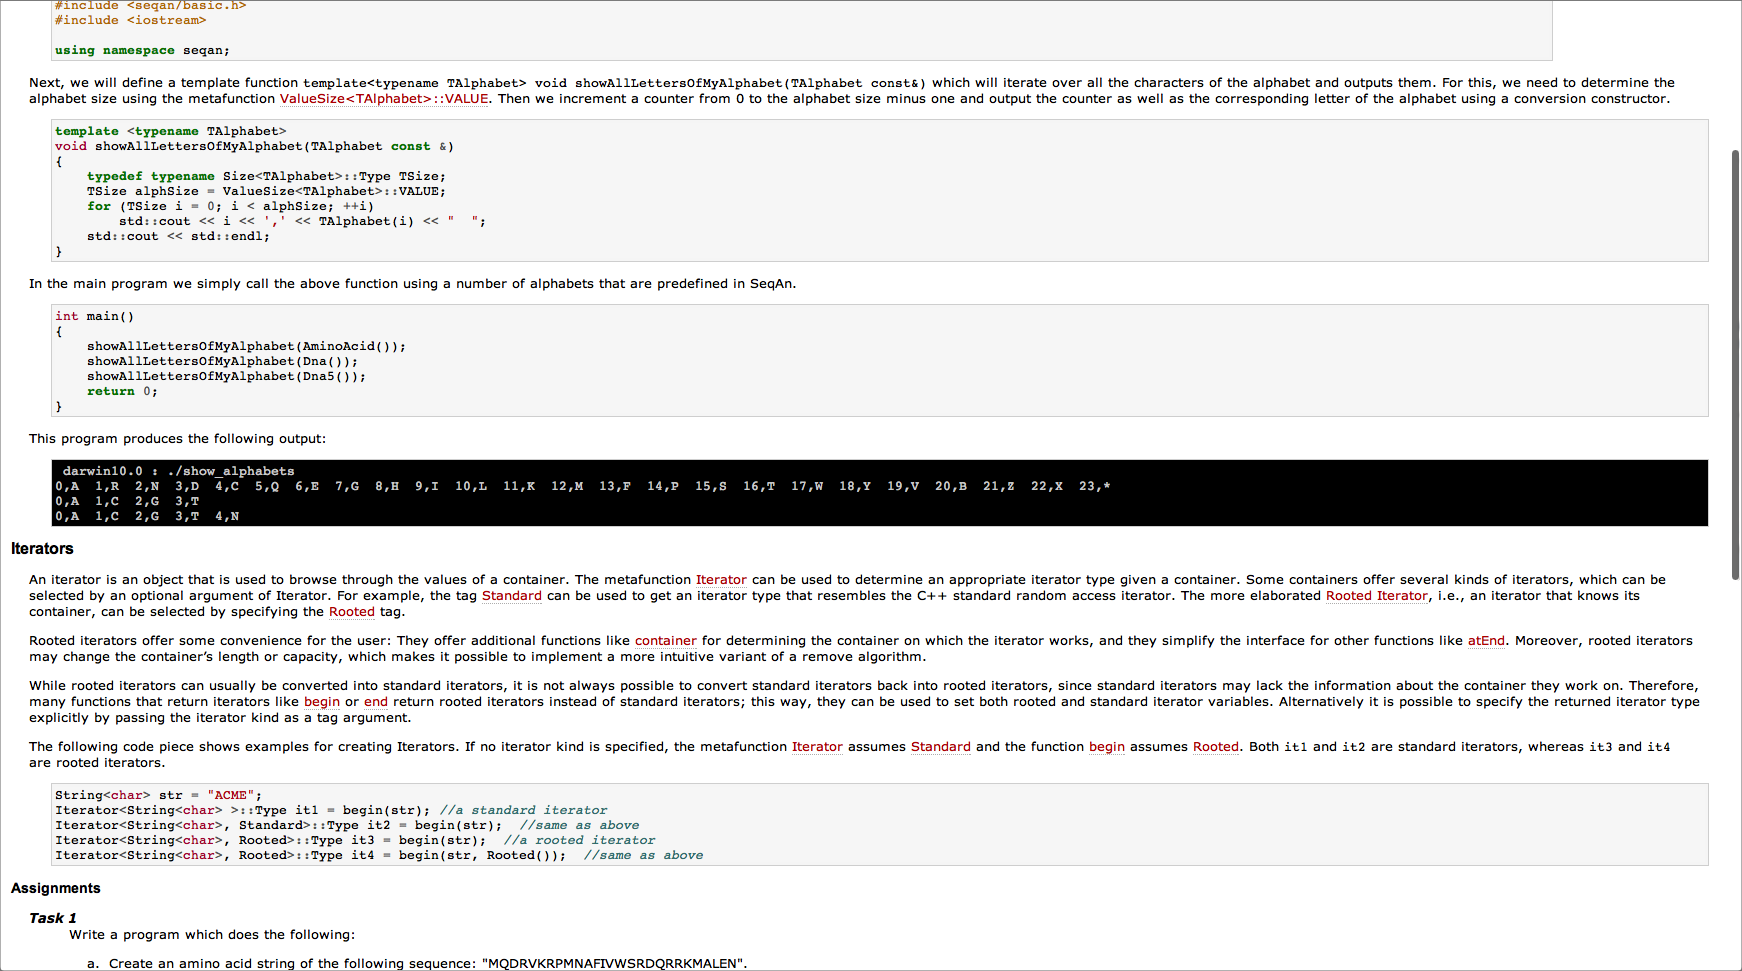 #include <seqan/basic.h>
#include <iostream>
using namespace seqan;
Next, we will define a template function template<typename TAlphabet> void showAllLettersOfMyAlphabet(TAlphabet const&) which will iterate over all the characters of the alphabet and outputs them. For this, we need to determine the
alphabet size using the metafunction ValueSize<TAlphabet>::VALUE. Then we increment a counter from 0 to the alphabet size minus one and output the counter as well as the corresponding letter of the alphabet using a conversion constructor.
template <typename TAlphabet>
void showAllLettersOfMyAlphabet(TAlphabet const &)
{
    typedef typename Size<TAlphabet>::Type TSize;
    TSize alphSize = ValueSize<TAlphabet>::VALUE;
    for (TSize i = 0; i < alphSize; ++i)
        std::cout << i << ',' << TAlphabet(i) << "  ";
    std::cout << std::endl;
}
In the main program we simply call the above function using a number of alphabets that are predefined in SeqAn.
int main()
{
    showAllLettersOfMyAlphabet(AminoAcid());
    showAllLettersOfMyAlphabet(Dna());
    showAllLettersOfMyAlphabet(Dna5());
    return 0;
}
This program produces the following output:
darwin10.0 : ./show_alphabets
0,A  1,R  2,N  3,D  4,C  5,Q  6,E  7,G  8,H  9,I  10,L  11,K  12,M  13,F  14,P  15,S  16,T  17,W  18,Y  19,V  20,B  21,Z  22,X  23,*
0,A  1,C  2,G  3,T
0,A  1,C  2,G  3,T  4,N
Iterators
An iterator is an object that is used to browse through the values of a container. The metafunction Iterator can be used to determine an appropriate iterator type given a container. Some containers offer several kinds of iterators, which can be
selected by an optional argument of Iterator. For example, the tag Standard can be used to get an iterator type that resembles the C++ standard random access iterator. The more elaborated Rooted Iterator, i.e., an iterator that knows its
container, can be selected by specifying the Rooted tag.
Rooted iterators offer some convenience for the user: They offer additional functions like container for determining the container on which the iterator works, and they simplify the interface for other functions like atEnd. Moreover, rooted iterators
may change the container's length or capacity, which makes it possible to implement a more intuitive variant of a remove algorithm.
While rooted iterators can usually be converted into standard iterators, it is not always possible to convert standard iterators back into rooted iterators, since standard iterators may lack the information about the container they work on. Therefore,
many functions that return iterators like begin or end return rooted iterators instead of standard iterators; this way, they can be used to set both rooted and standard iterator variables. Alternatively it is possible to specify the returned iterator type
explicitly by passing the iterator kind as a tag argument.
The following code piece shows examples for creating Iterators. If no iterator kind is specified, the metafunction Iterator assumes Standard and the function begin assumes Rooted. Both it1 and it2 are standard iterators, whereas it3 and it4
are rooted iterators.
String<char> str = "ACME";
Iterator<String<char> >::Type it1 = begin(str); //a standard iterator
Iterator<String<char>, Standard>::Type it2 = begin(str);  //same as above
Iterator<String<char>, Rooted>::Type it3 = begin(str);  //a rooted iterator
Iterator<String<char>, Rooted>::Type it4 = begin(str, Rooted());  //same as above
Assignments
Task 1
Write a program which does the following:
a. Create an amino acid string of the following sequence: "MQDRVKRPMNAFIVWSRDQRRKMALEN".